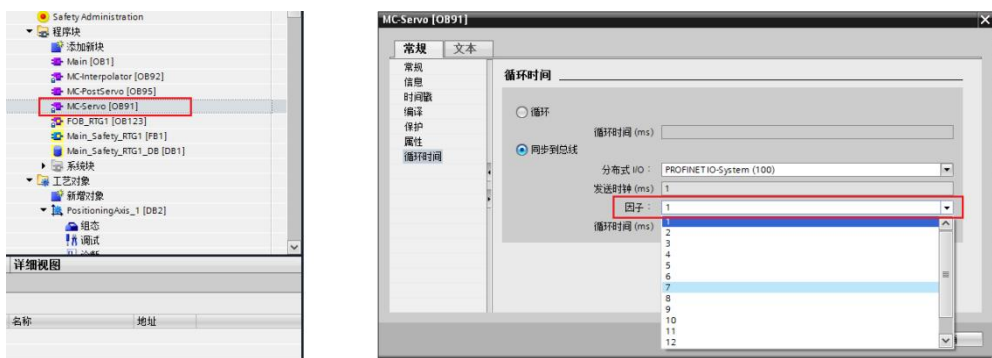 Safety Administration
程序块
添加新块
Main [OB1]
MC-Interpolator [OB92]
MC-PostServo [OB95]
MC-Servo [OB91]
FOB_RTG1 [OB123]
Main_Safety_RTG1 [FB1]
Main_Safety_RTG1_DB [DB1]
系统块
工艺对象
新增对象
PositioningAxis_1 [DB2]
组态
调试
详细视图
名称 地址
MC-Servo [OB91]
常规 文本
常规
信息
时间戳
编译
保护
属性
循环时间
循环时间
循环
循环时间 (ms)
同步到总线
分布式 I/O： PROFINET IO-System (100)
发送时钟 (ms) 1
因子： 1
循环时间 (ms)
1
2
3
4
5
6
7
8
9
10
11
12